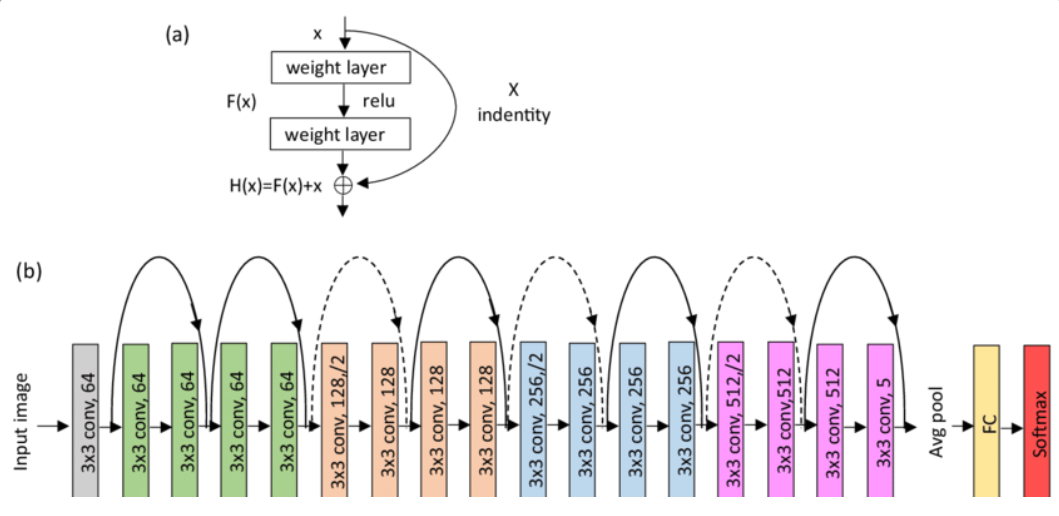 (a)
x
weight layer
F(x)
relu
X
indentity
weight layer
H(x)=F(x)+x
(b)
Input image
3x3 conv, 64
3x3 conv, 64
3x3 conv, 64
3x3 conv, 64
3x3 conv, 64
3x3 conv, 128,/2
3x3 conv, 128
3x3 conv, 128
3x3 conv, 128
3x3 conv, 256,/2
3x3 conv, 256
3x3 conv, 256
3x3 conv, 256
3x3 conv, 512,/2
3x3 conv,512
3x3 conv, 512
3x3 conv, 5
Avg pool
FC
Softmax